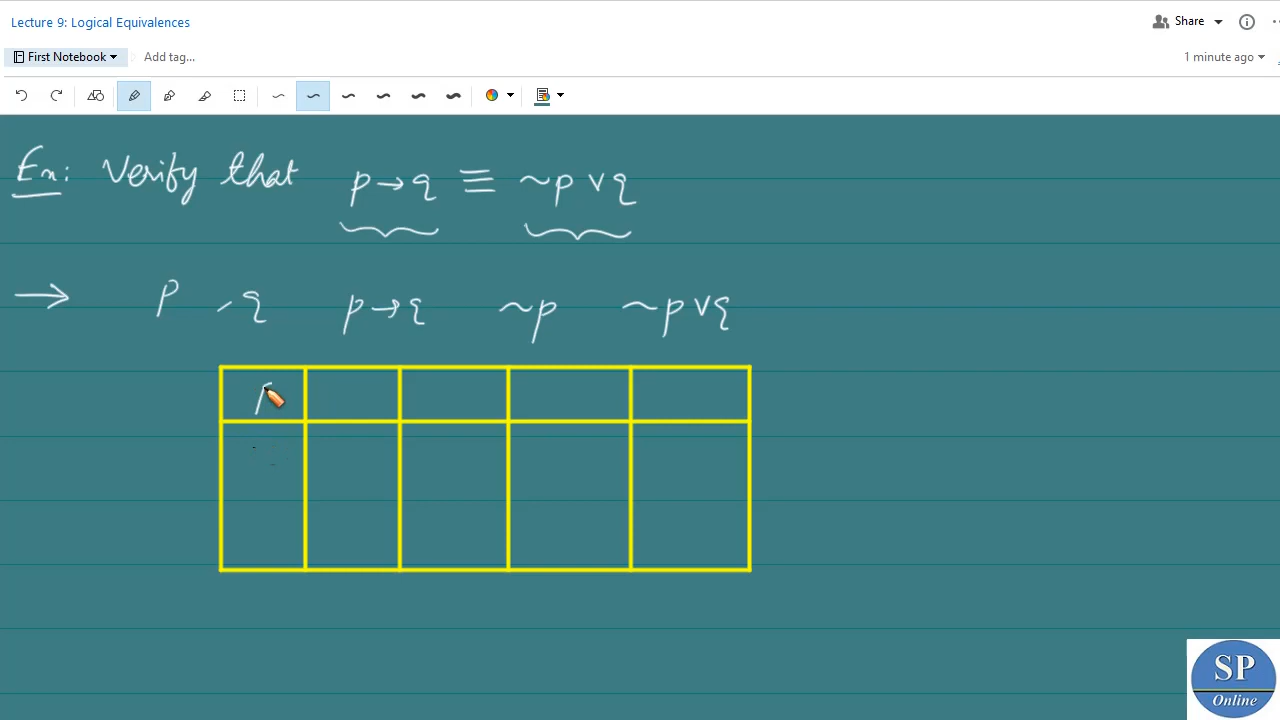 Lecture 9: Logical Equivalences
Share
First Notebook
Add tag...
1 minute ago
Ex: Verify that p→q ≡ ~p∨q
→ p, q p→q ~p ~p∨q
SP
Online